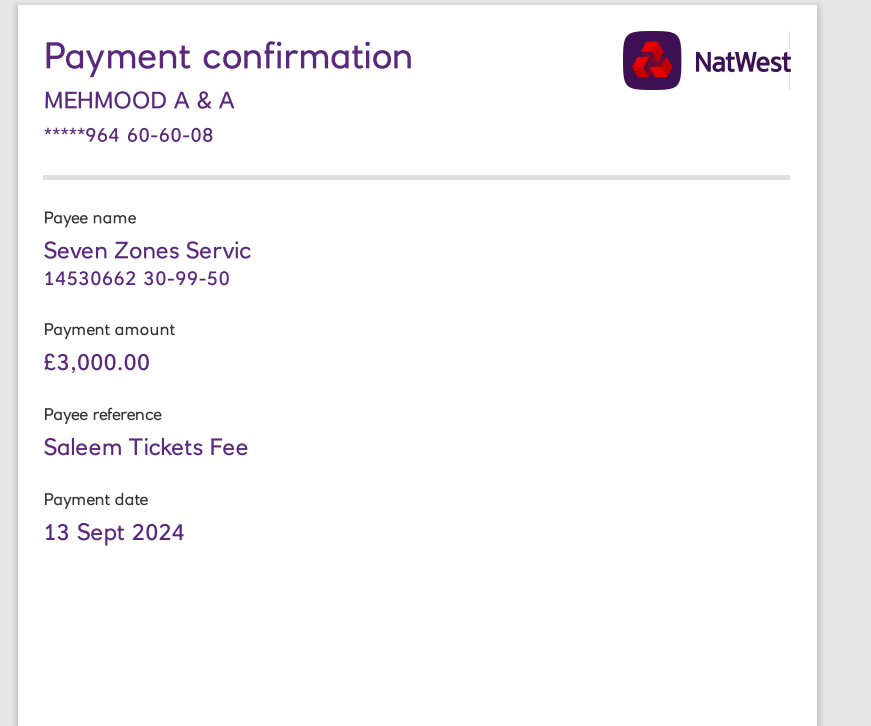 Payment confirmation
NatWest
MEHMOOD A & A
*****964 60-60-08
Payee name
Seven Zones Servic
14530662 30-99-50
Payment amount
£3,000.00
Payee reference
Saleem Tickets Fee
Payment date
13 Sept 2024